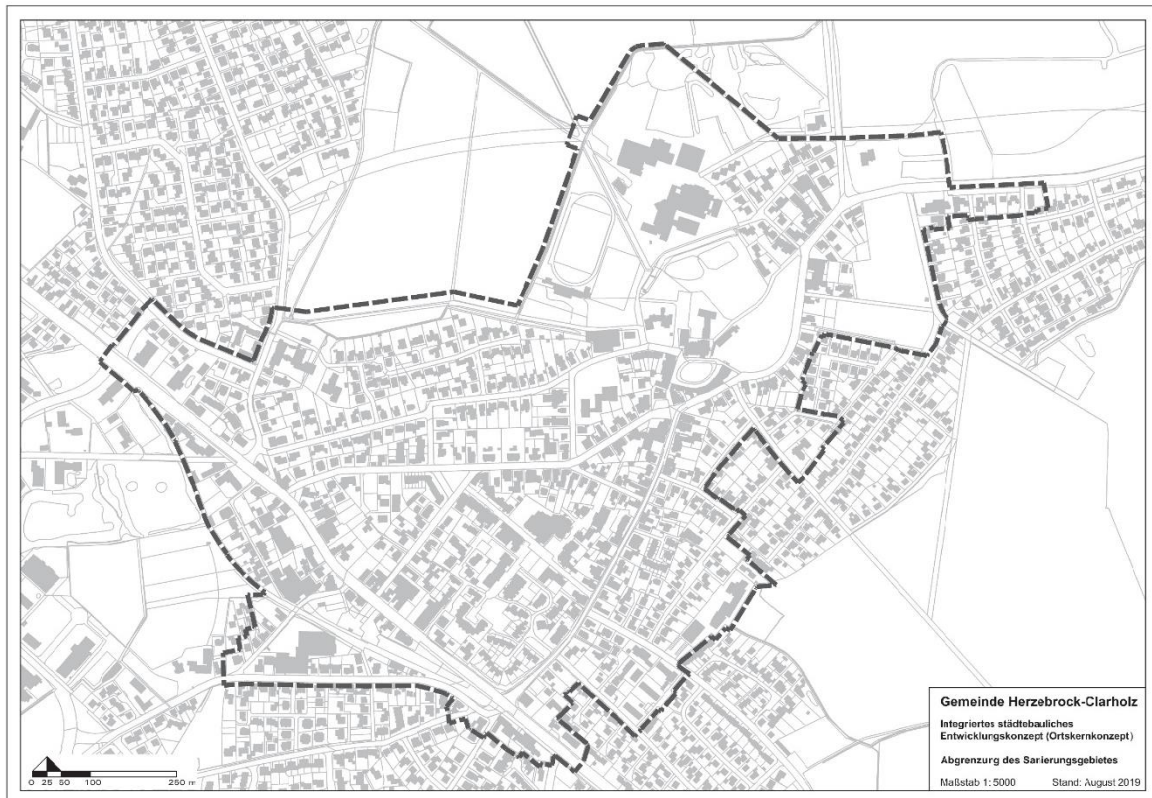 Gemeinde Herzebrock-Clarholz
Integriertes städtebauliches
Entwicklungskonzept (Ortskernkonzept)
Abgrenzung des Sanierungsgebietes
Maßstab 1: 5000 Stand: August 2019
0 25 50 100 250 m